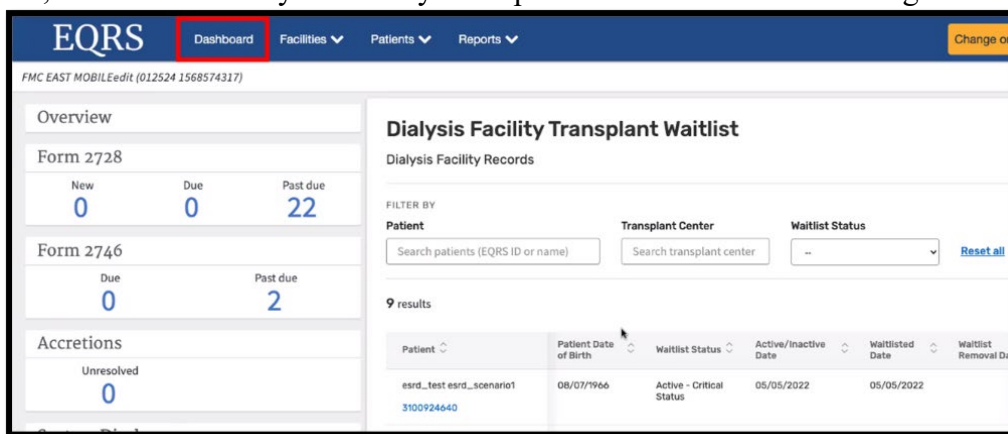 EQRS Dashboard Facilities Patients Reports Change or
FMC EAST MOBILEedit (012524 1568574317)
Overview
Form 2728
New Due Past due
0 0 22
Form 2746
Due Past due
0 2
Accretions
Unresolved
0
Dialysis Facility Transplant Waitlist
Dialysis Facility Records
FILTER BY
Patient Transplant Center Waitlist Status
Search patients (EQRS ID or name) Search transplant center -- Reset all
9 results
Patient Patient Date of Birth Waitlist Status Active/Inactive Date Waitlisted Date Waitlist Removal Da
esrd_test esrd_scenario1 08/07/1966 Active - Critical Status 05/05/2022 05/05/2022
3100924640